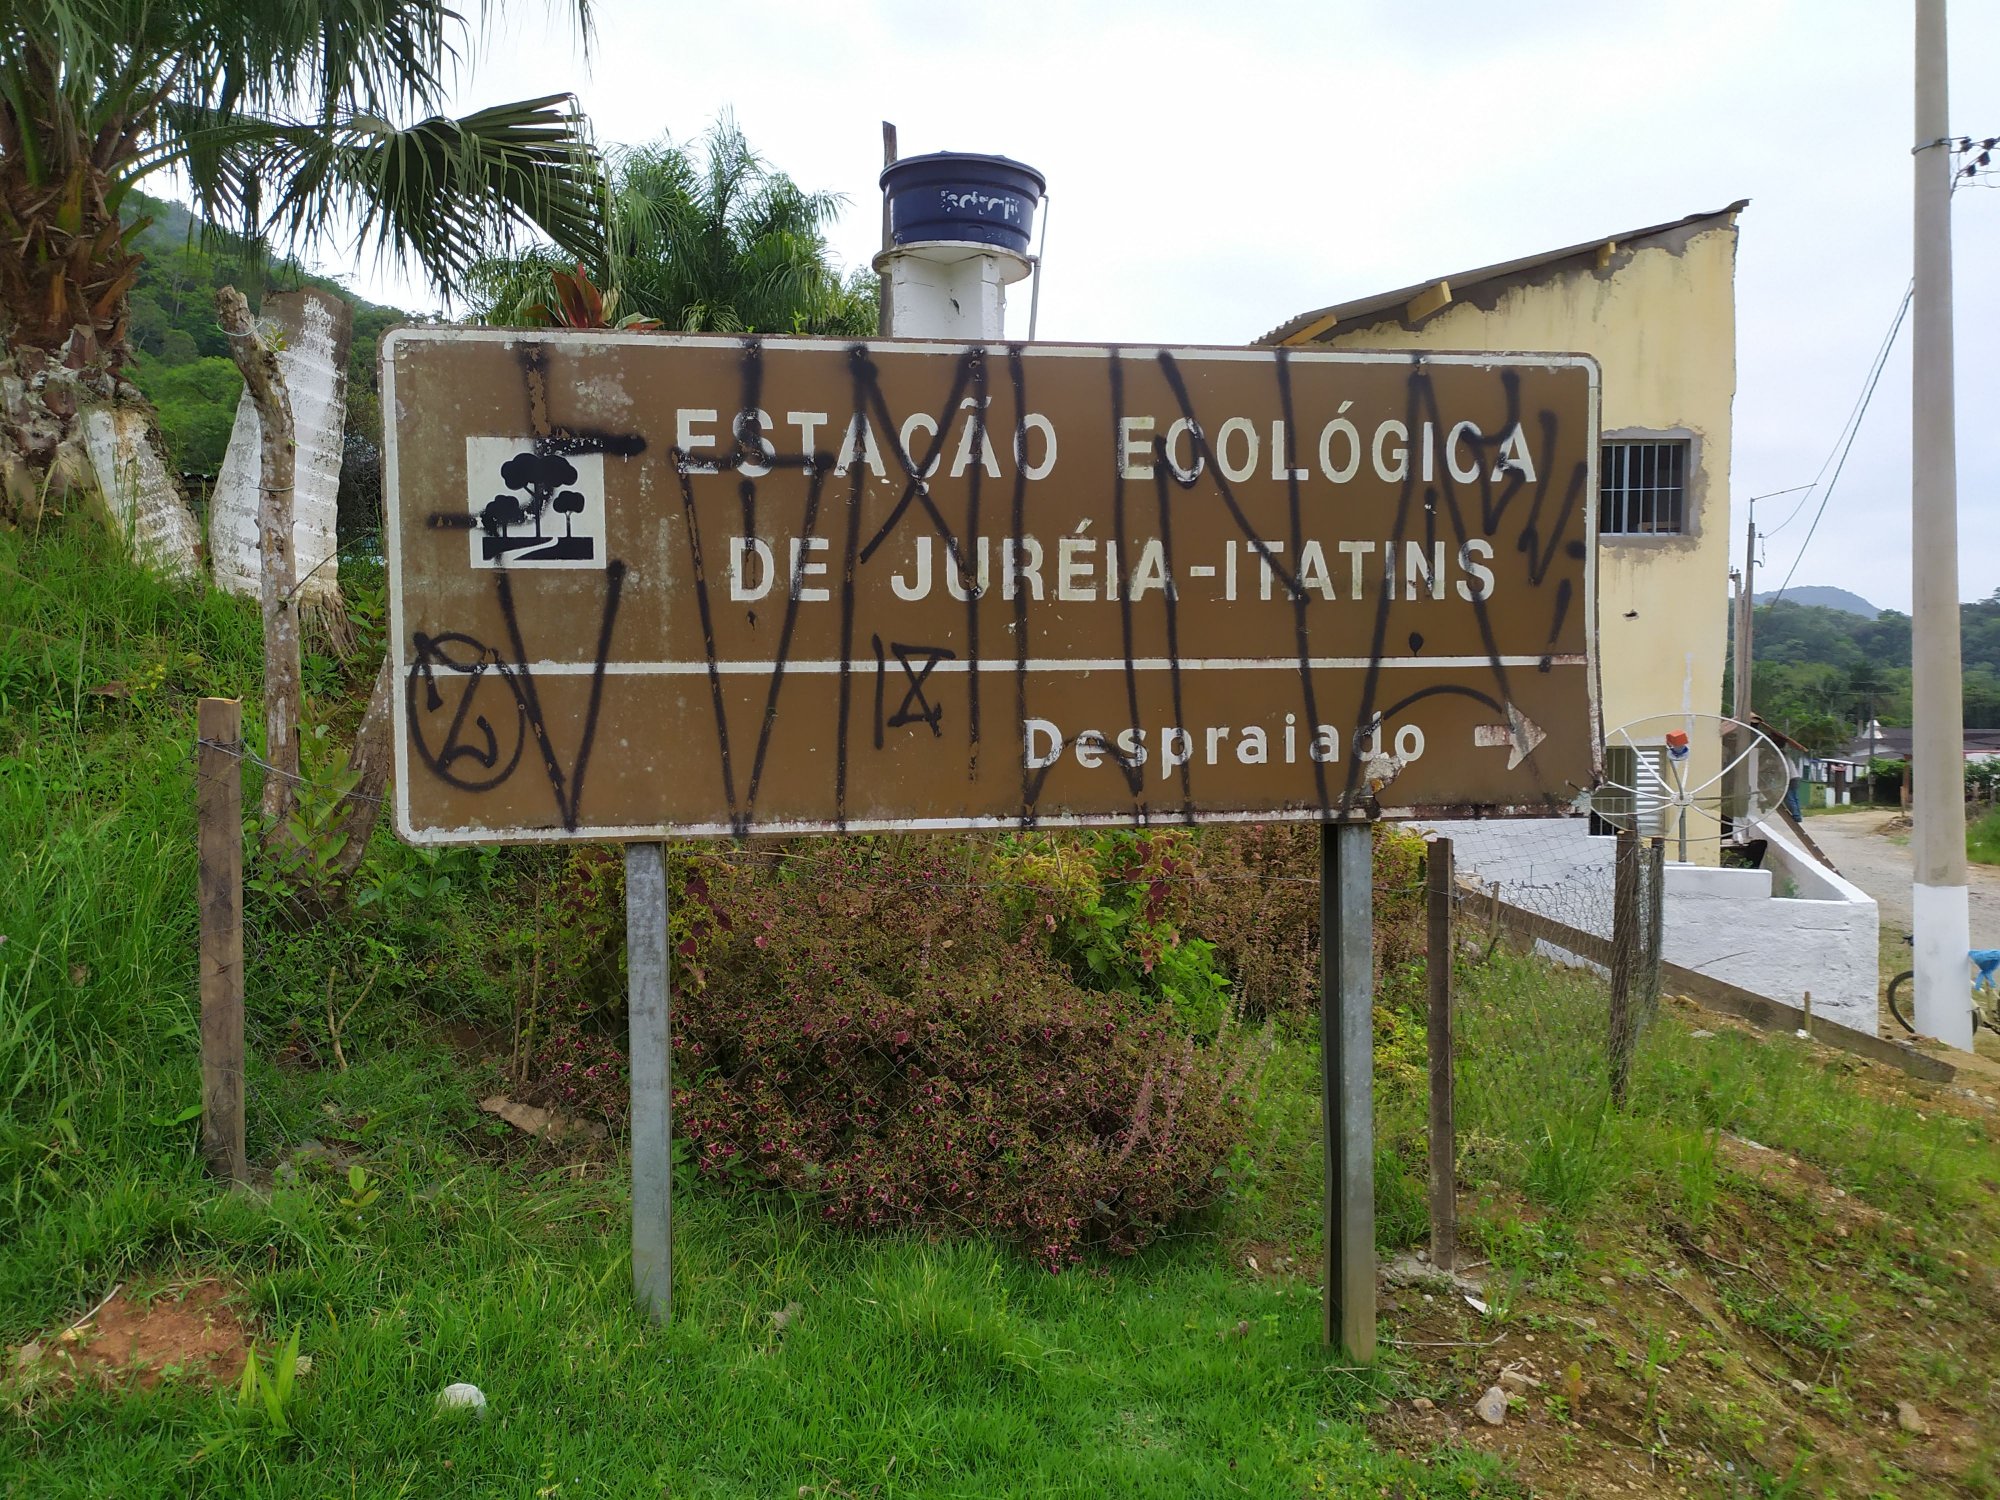 ESTAÇÃO ECOLÓGICA
DE JURÉIA-ITATINS
Despraiado